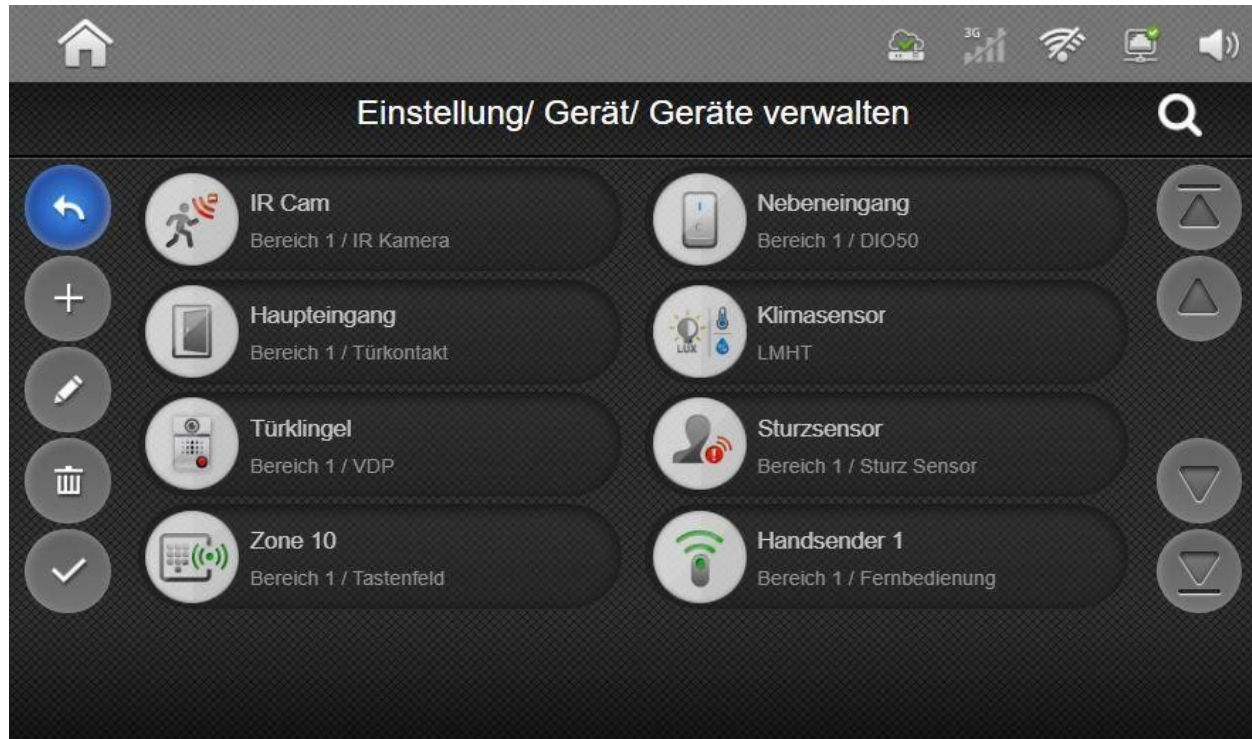 3G
Einstellung/ Gerät/ Geräte verwalten
IR Cam
Bereich 1 / IR Kamera
Nebeneingang
Bereich 1 / DIO50
Haupteingang
Bereich 1 / Türkontakt
LUX
Klimasensor
LMHT
Türklingel
Bereich 1 / VDP
Sturzsensor
Bereich 1 / Sturz Sensor
Zone 10
Bereich 1 / Tastenfeld
Handsender 1
Bereich 1 / Fernbedienung